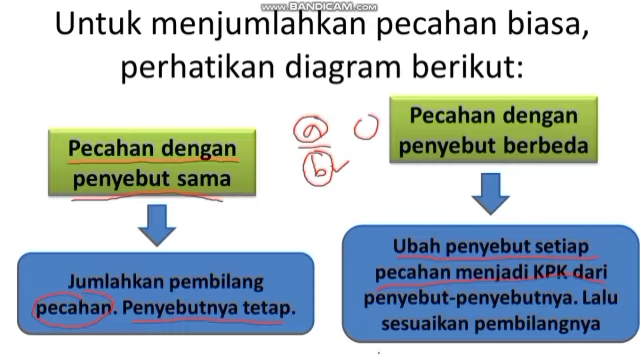 www.BANDICAM.com
Untuk menjumlahkan pecahan biasa,
perhatikan diagram berikut:
Pecahan dengan
penyebut sama
a
b
Pecahan dengan
penyebut berbeda
Jumlahkan pembilang
pecahan. Penyebutnya tetap.
Ubah penyebut setiap
pecahan menjadi KPK dari
penyebut-penyebutnya. Lalu
sesuaikan pembilangnya